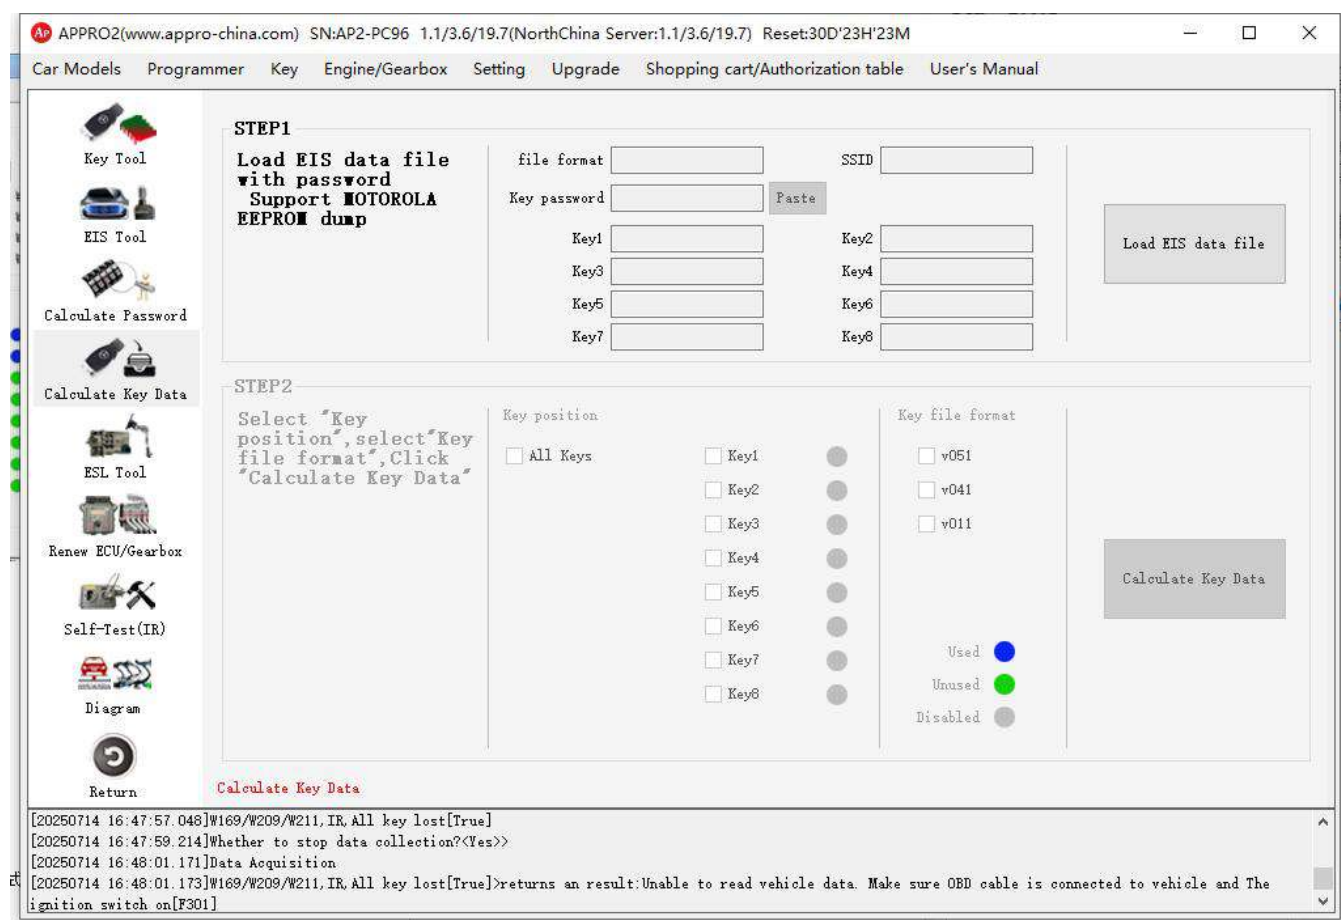 AP APPRO2(www.appro-china.com) SN:AP2-PC96 1.1/3.6/19.7(NorthChina Server:1.1/3.6/19.7) Reset:30D'23H'23M
Car Models Programmer Key Engine/Gearbox Setting Upgrade Shopping cart/Authorization table User's Manual
Key Tool
EIS Tool
Calculate Password
Calculate Key Data
ESL Tool
Renew ECU/Gearbox
Self-Test(IR)
Diagram
Return
STEP1
Load EIS data file
with password
Support MOTOROLA
EEPROM dump
file format
SSID
Key password
Paste
Key1
Key2
Key3
Key4
Key5
Key6
Key7
Key8
Load EIS data file
STEP2
Select "Key
position",select"Key
file format",Click
"Calculate Key Data"
Key position
All Keys
Key1
Key2
Key3
Key4
Key5
Key6
Key7
Key8
Key file format
v051
v041
v011
Used
Unused
Disabled
Calculate Key Data
Calculate Key Data
[20250714 16:47:57.048]W169/W209/W211,IR,All key lost[True]
[20250714 16:47:59.214]Whether to stop data collection?<Yes>>
[20250714 16:48:01.171]Data Acquisition
[20250714 16:48:01.173]W169/W209/W211,IR,All key lost[True]>returns an result:Unable to read vehicle data. Make sure OBD cable is connected to vehicle and The
ignition switch on[F301]